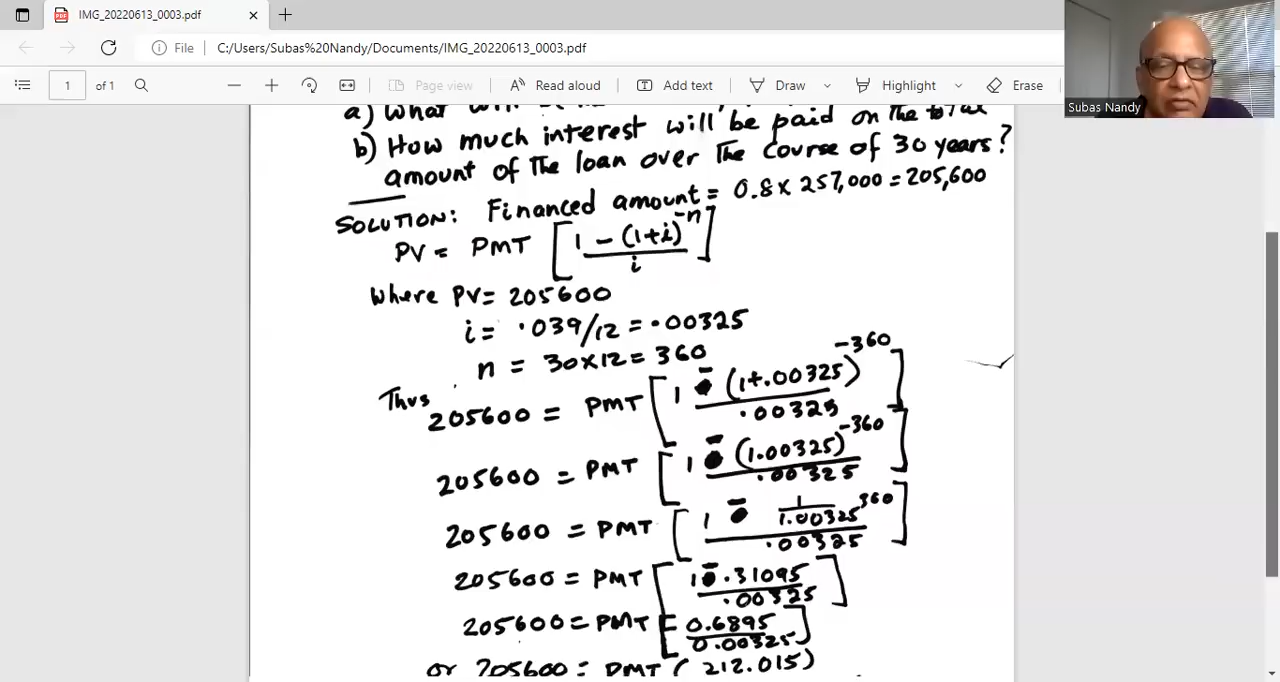 IMG_20220613_0003.pdf
File C:/Users/Subas%20Nandy/Documents/IMG_20220613_0003.pdf
1 of 1 Page view Read aloud Add text Draw Highlight Erase
Subas Nandy
a) What will
b) How much interest will be paid on the total
amount of the loan over the course of 30 years?
SOLUTION: Financed amount = 0.8 x 257,000 = 205,600
PV = PMT [ 1 - (1+i)^-n / i ]
Where PV = 205600
i = .039/12 = .00325
n = 30x12 = 360
Thus
205600 = PMT [ 1 - (1+.00325)^-360 / .00325 ]
205600 = PMT [ 1 - (1.00325)^-360 / .00325 ]
205600 = PMT [ 1 - 1/1.00325^360 / .00325 ]
205600 = PMT [ 1 - .31095 / .00325 ]
205600 = PMT [ 0.6895 / 0.00325 ]
or 205600 = PMT ( 212.015)